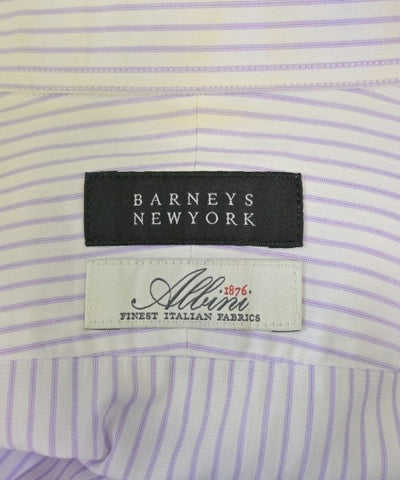 BARNEYS
NEWYORK
Albini
1876
FINEST ITALIAN FABRICS